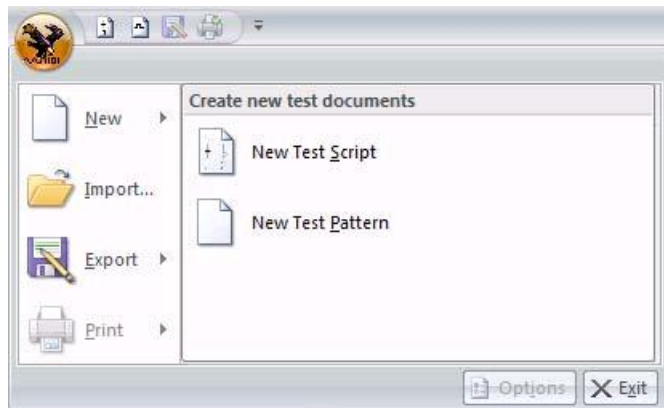 Create new test documents
New
New Test Script
Import...
New Test Pattern
Export
Print
Options
Exit